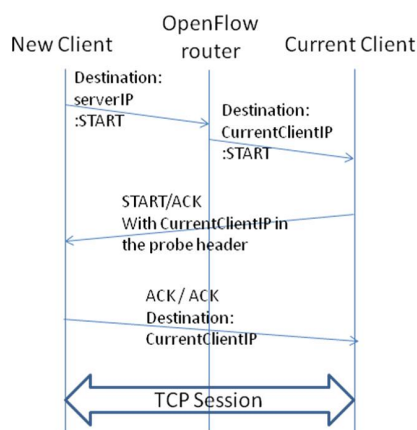 New Client
OpenFlow
router
Current Client
Destination:
serverIP
:START
Destination:
CurrentClientIP
:START
START/ACK
With CurrentClientIP in
the probe header
ACK / ACK
Destination:
CurrentClientIP
TCP Session